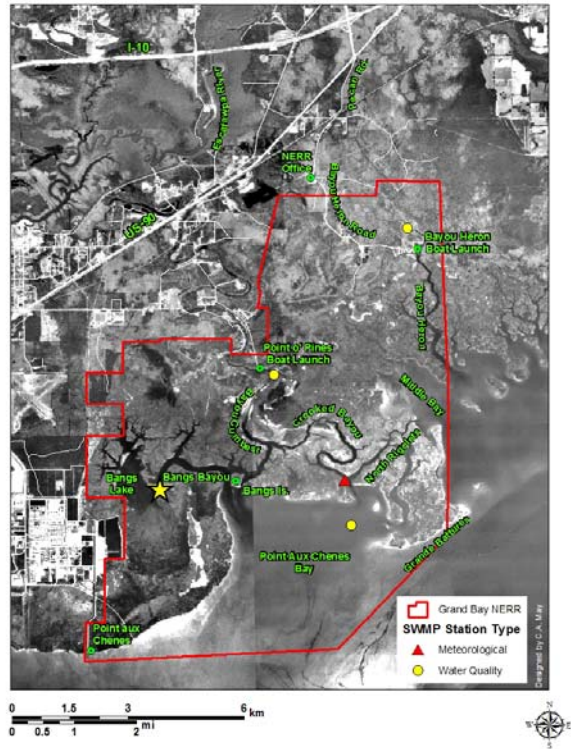 I-10
Escatawpa River
Pecan Rd.
NERR
Office
Bayou Heron Road
US-90
Bayou Heron
Boat Launch
Bayou Heron
Point o' Pines
Boat Launch
Middle Bay
Bayou Cumbest
Crooked Bayou
North Rigolets
Bangs
Lake
Bangs Bayou
Bangs Is.
Point Aux Chenes
Bay
Grande Batture
Point aux
Chenes
Grand Bay NERR
SWMP Station Type
Meteorological
Water Quality
Designed by C.A. May
0 1.5 3 6
km
mi
0 0.5 1 2
N
W E
S